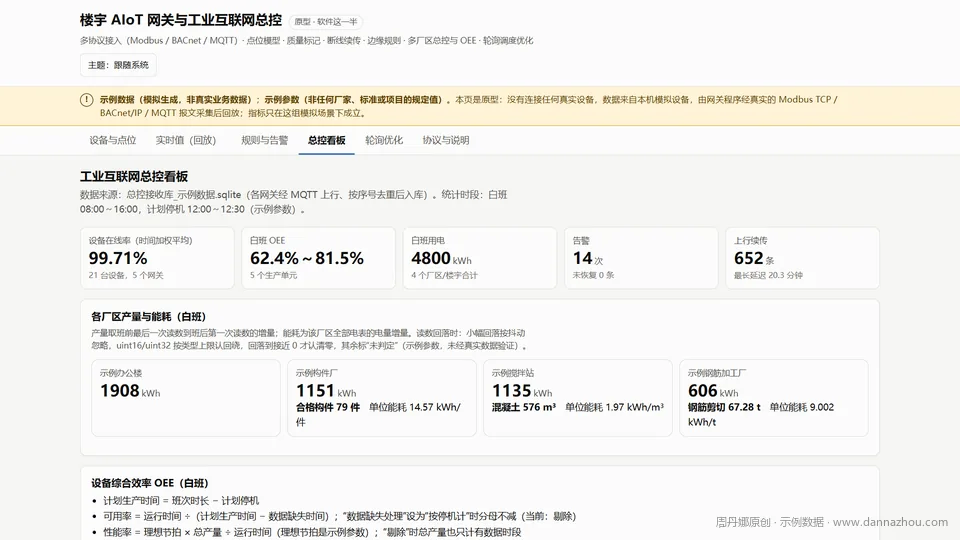 楼宇 AIoT 网关与工业互联网总控 原型 · 软件这一半
多协议接入（Modbus / BACnet / MQTT）· 点位模型 · 质量标记 · 断线续传 · 边缘规则 · 多厂区总控与 OEE · 轮询调度优化
主题：跟随系统
示例数据（模拟生成，非真实业务数据）；示例参数（非任何厂家、标准或项目的规定值）。本页是原型：没有连接任何真实设备，数据来自本机模拟设备，由网关程序经真实的 Modbus TCP /
BACnet/IP / MQTT 报文采集后回放；指标只在这组模拟场景下成立。
设备与点位 实时值（回放） 规则与告警 总控看板 轮询优化 协议与说明
工业互联网总控看板
数据来源：总控接收库_示例数据.sqlite（各网关经 MQTT 上行、按序号去重后入库）。统计时段：白班
08:00～16:00，计划停机 12:00～12:30（示例参数）。
设备在线率（时间加权平均） 白班 OEE 白班用电 告警 上行续传
99.71% 62.4%～81.5% 4800 kWh 14 次 652 条
21 台设备，5 个网关 5 个生产单元 4 个厂区/楼宇合计 未恢复 0 条 最长延迟 20.3 分钟
各厂区产量与能耗（白班）
产量取班前最后一次读数到班后第一次读数的增量；能耗为该厂区全部电表的电量增量。读数回落时：小幅回落按抖动
忽略，uint16/uint32 按类型上限认回绕，回落到接近 0 才认清零，其余标“未判定”（示例参数，未经真实数据验证）。
示例办公楼 示例构件厂 示例搅拌站 示例钢筋加工厂
1908 kWh 1151 kWh 1135 kWh 606 kWh
合格构件 79 件 单位能耗 14.57 kWh/ 混凝土 576 m³ 单位能耗 1.97 kWh/m³ 钢筋剪切 67.28 t 单位能耗 9.002
件 kWh/t
设备综合效率 OEE（白班）
• 计划生产时间 = 班次时长 − 计划停机
• 可用率 = 运行时间 ÷（计划生产时间 − 数据缺失时间）；“数据缺失处理”设为“按停机计”时分母不减（当前：剔除）
• 性能率 = 理想节拍 × 总产量 ÷ 运行时间（理想节拍是示例参数）；“剔除”时总产量也只计有数据时段
周丹娜原创 · 示例数据 · www.dannazhou.com